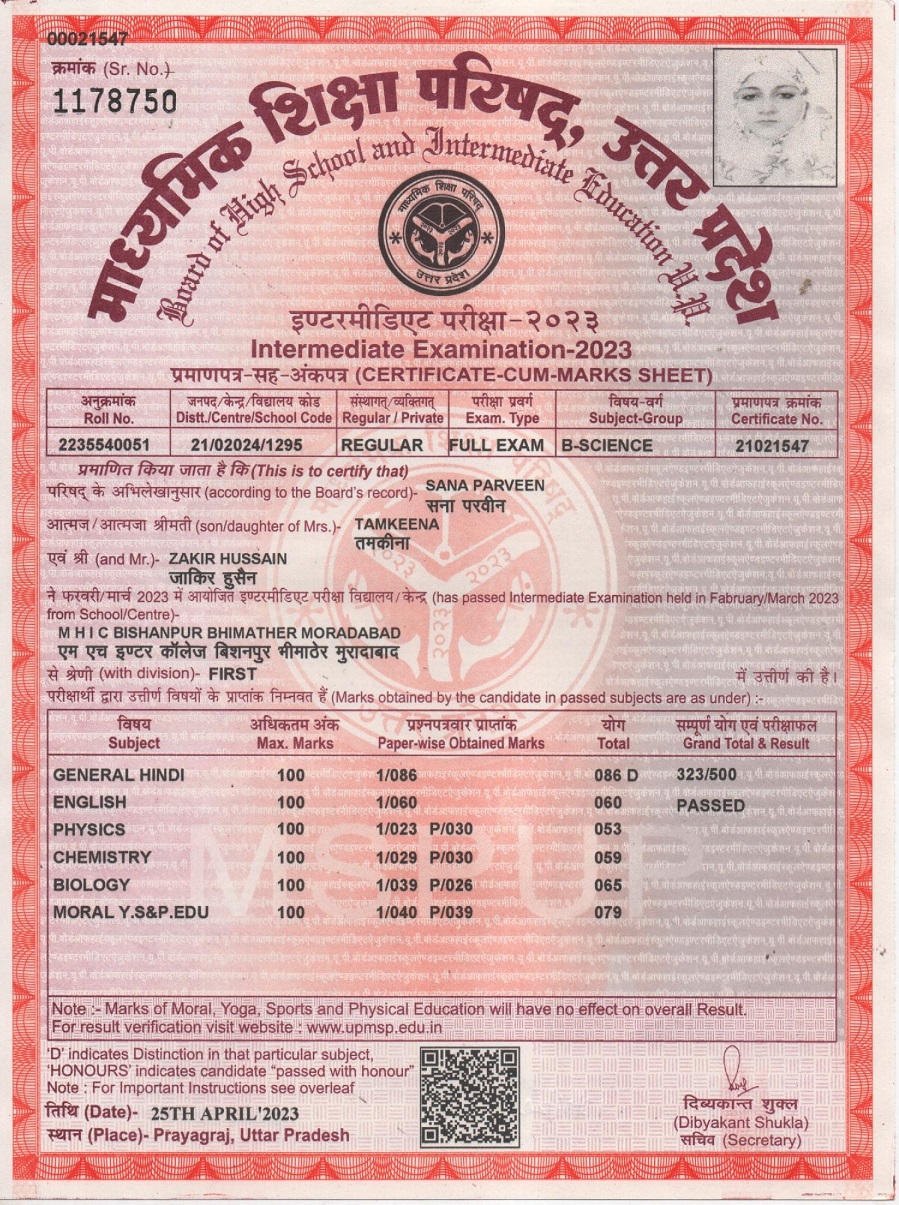 00021547
क्रमांक (Sr. No.)
1178750
माध्यमिक शिक्षा परिषद्, उत्तर प्रदेश
Board of High School and Intermediate Education U.P.
माध्यमिक शिक्षा परिषद्
उत्तर प्रदेश
इण्टरमीडिएट परीक्षा-२०२३
Intermediate Examination-2023
प्रमाणपत्र-सह-अंकपत्र (CERTIFICATE-CUM-MARKS SHEET)
अनुक्रमांक जनपद/केन्द्र/विद्यालय कोड संस्थागत/व्यक्तिगत परीक्षा प्रवर्ग विषय-वर्ग प्रमाणपत्र क्रमांक
Roll No. Distt./Centre/School Code Regular / Private Exam. Type Subject-Group Certificate No.
2235540051 21/02024/1295 REGULAR FULL EXAM B-SCIENCE 21021547
प्रमाणित किया जाता है कि (This is to certify that)
परिषद् के अभिलेखानुसार (according to the Board's record)- SANA PARVEEN
सना परवीन
आत्मज/आत्मजा श्रीमती (son/daughter of Mrs.)- TAMKEENA
तमकीना
एवं श्री (and Mr.)- ZAKIR HUSSAIN
जाकिर हुसैन
ने फरवरी/मार्च 2023 में आयोजित इण्टरमीडिएट परीक्षा विद्यालय/केन्द्र (has passed Intermediate Examination held in Fabruary/March 2023
from School/Centre)-
M H I C BISHANPUR BHIMATHER MORADABAD
एम एच इण्टर कॉलेज बिशनपुर भीमाठेर मुरादाबाद
से श्रेणी (with division)- FIRST में उत्तीर्ण की है।
परीक्षार्थी द्वारा उत्तीर्ण विषयों के प्राप्तांक निम्नवत हैं (Marks obtained by the candidate in passed subjects are as under) :-
विषय अधिकतम अंक प्रश्नपत्रवार प्राप्तांक योग सम्पूर्ण योग एवं परीक्षाफल
Subject Max. Marks Paper-wise Obtained Marks Total Grand Total & Result
GENERAL HINDI 100 1/086 086 D 323/500
ENGLISH 100 1/060 060 PASSED
PHYSICS 100 1/023 P/030 053
CHEMISTRY 100 1/029 P/030 059
BIOLOGY 100 1/039 P/026 065
MORAL Y.S&P.EDU 100 1/040 P/039 079
MSPUP
Note :- Marks of Moral, Yoga, Sports and Physical Education will have no effect on overall Result.
For result verification visit website : www.upmsp.edu.in
'D' indicates Distinction in that particular subject,
'HONOURS' indicates candidate "passed with honour"
Note : For Important Instructions see overleaf
तिथि (Date)- 25TH APRIL'2023
स्थान (Place)- Prayagraj, Uttar Pradesh
दिव्यकान्त शुक्ल
(Dibyakant Shukla)
सचिव (Secretary)